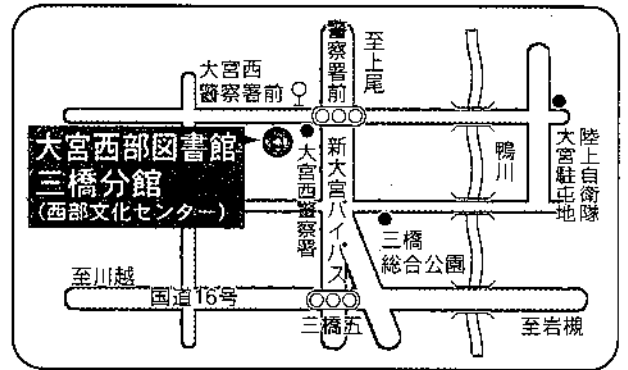 大宮西
警察署前
警察署前
至上尾
大宮西部図書館
三橋分館
(西部文化センター)
大宮西警察署
新大宮バイパス
鴨川
陸上自衛隊
大宮駐屯地
三橋
総合公園
至川越
国道16号
三橋五
至岩槻